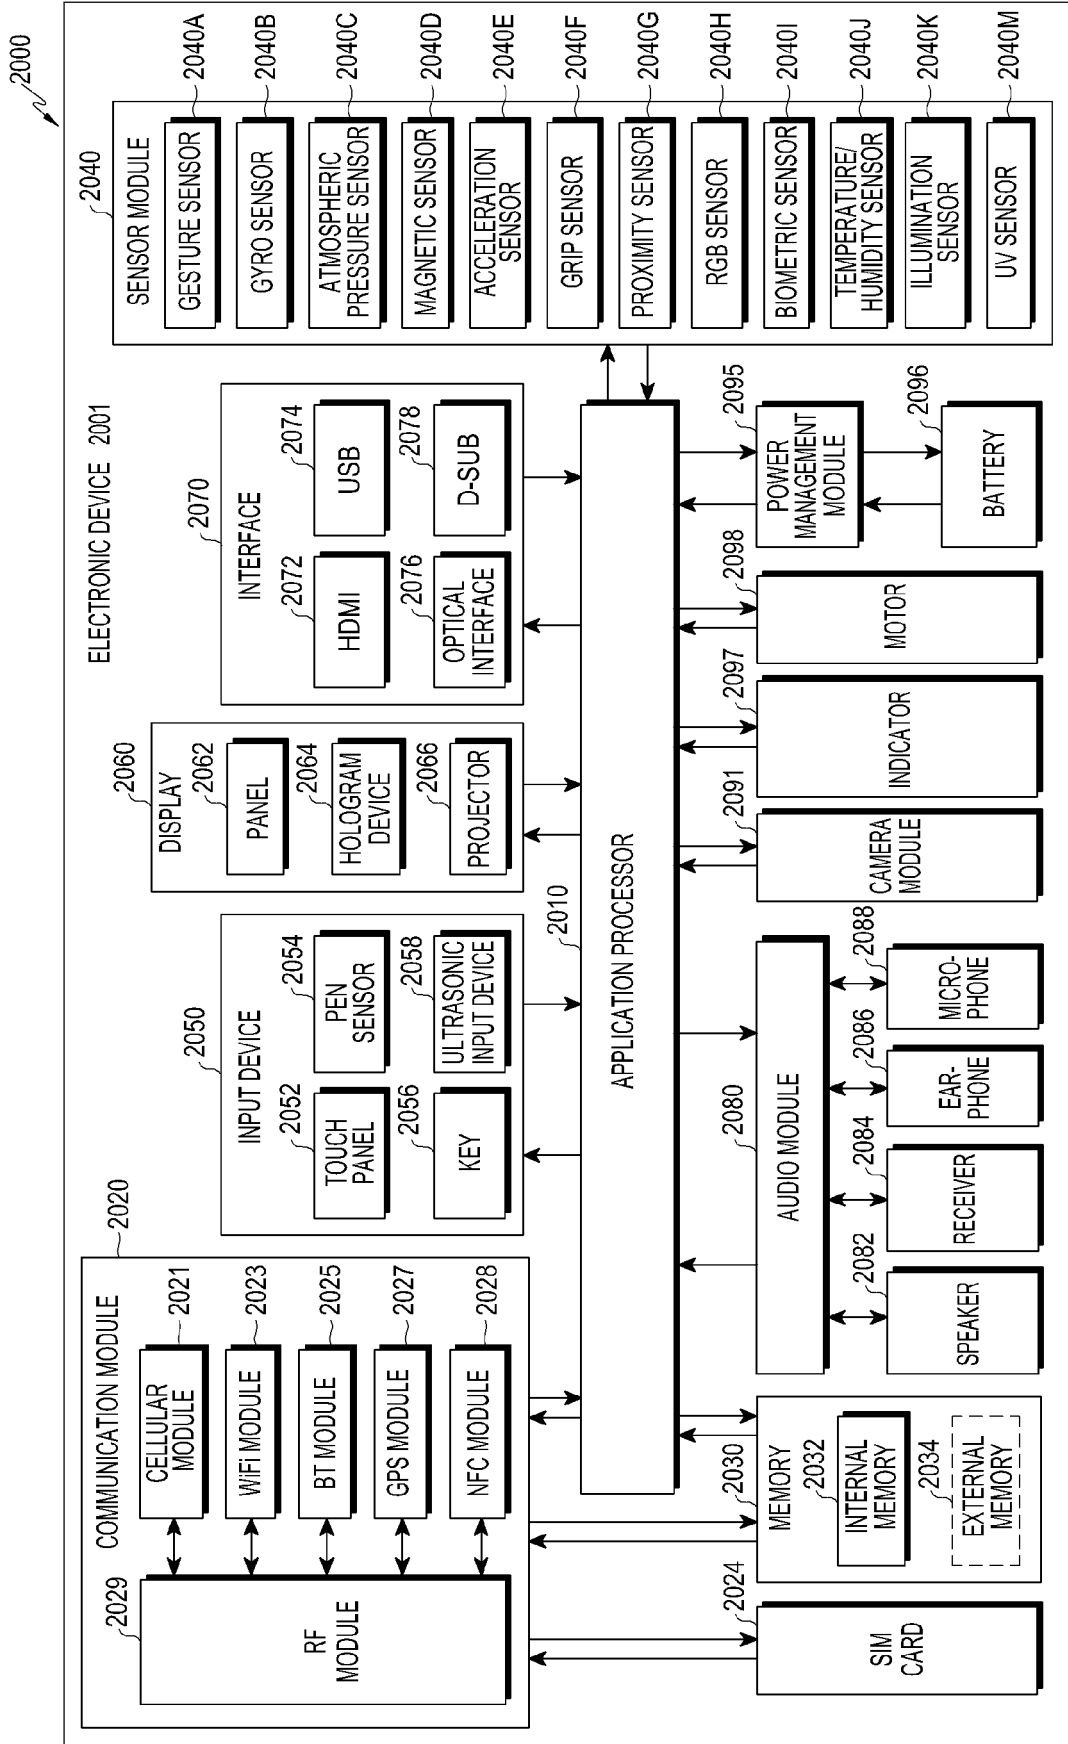 2000
ELECTRONIC DEVICE 2001
2020
COMMUNICATION MODULE
2029
RF
MODULE
CELLULAR
MODULE
2021
WiFi MODULE
2023
BT MODULE
2025
GPS MODULE
2027
NFC MODULE
2028
2050
INPUT DEVICE
2052
TOUCH
PANEL
2054
PEN
SENSOR
2056
KEY
2058
ULTRASONIC
INPUT DEVICE
2060
DISPLAY
2062
PANEL
2064
HOLOGRAM
DEVICE
2066
PROJECTOR
2070
INTERFACE
2072
HDMI
2074
USB
2076
OPTICAL
INTERFACE
2078
D-SUB
2040
SENSOR MODULE
GESTURE SENSOR
2040A
GYRO SENSOR
2040B
ATMOSPHERIC
PRESSURE SENSOR
2040C
MAGNETIC SENSOR
2040D
ACCELERATION
SENSOR
2040E
GRIP SENSOR
2040F
PROXIMITY SENSOR
2040G
RGB SENSOR
2040H
BIOMETRIC SENSOR
2040I
TEMPERATURE/
HUMIDITY SENSOR
2040J
ILLUMINATION
SENSOR
2040K
UV SENSOR
2040M
2010
APPLICATION PROCESSOR
2024
SIM
CARD
2030
MEMORY
2032
INTERNAL
MEMORY
2034
EXTERNAL
MEMORY
2080
AUDIO MODULE
2082
SPEAKER
2084
RECEIVER
2086
EAR-
PHONE
2088
MICRO-
PHONE
2091
CAMERA
MODULE
2097
INDICATOR
2098
MOTOR
2095
POWER
MANAGEMENT
MODULE
2096
BATTERY